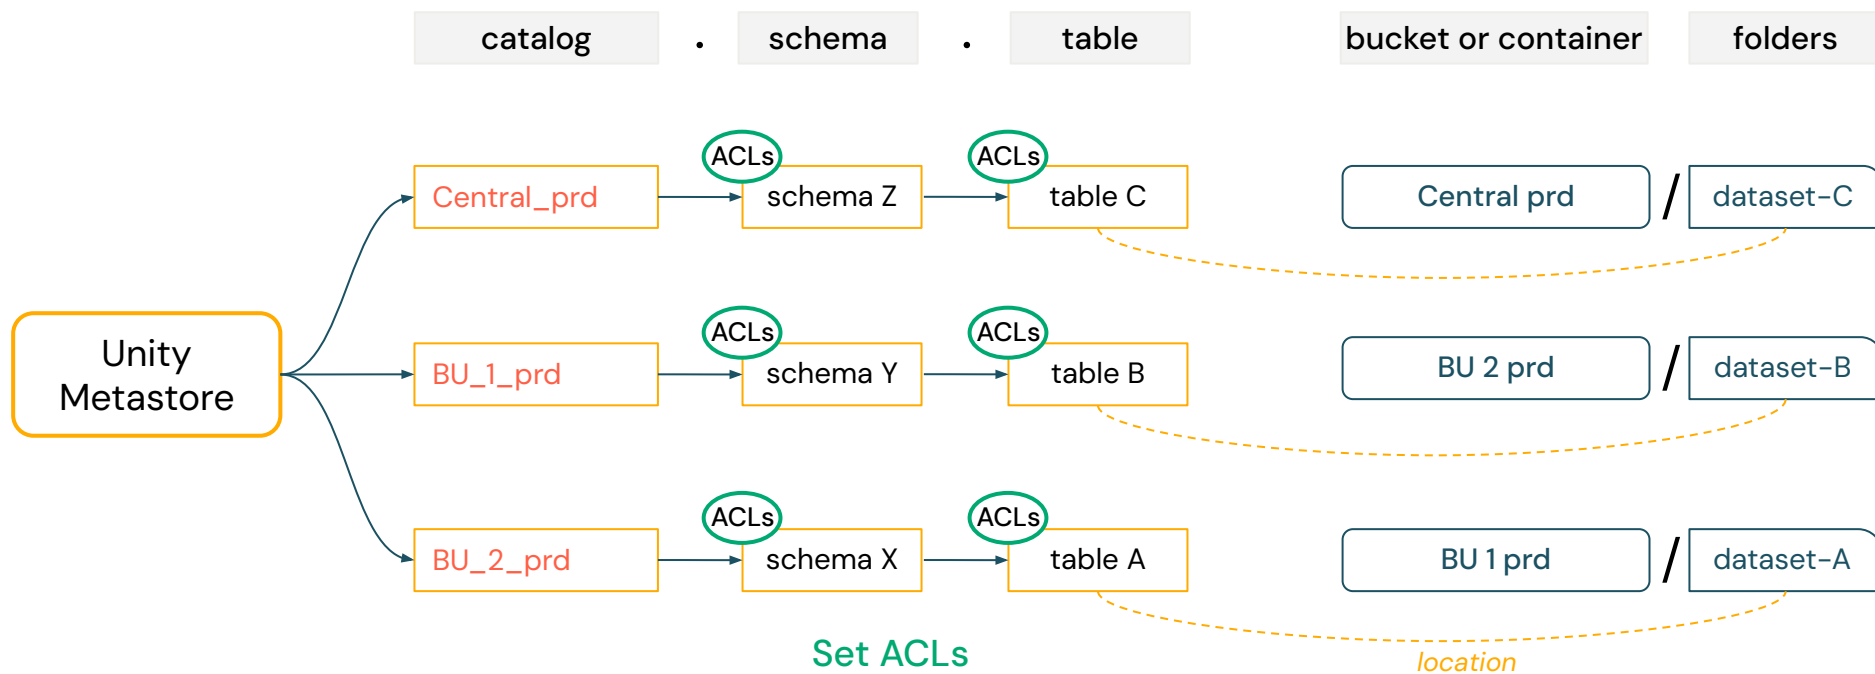 catalog . schema . table bucket or container folders
ACLs ACLs
Central_prd schema Z table C Central prd / dataset-C
Unity
Metastore
ACLs ACLs
BU_1_prd schema Y table B BU 2 prd / dataset-B
ACLs ACLs
BU_2_prd schema X table A BU 1 prd / dataset-A
Set ACLs
location